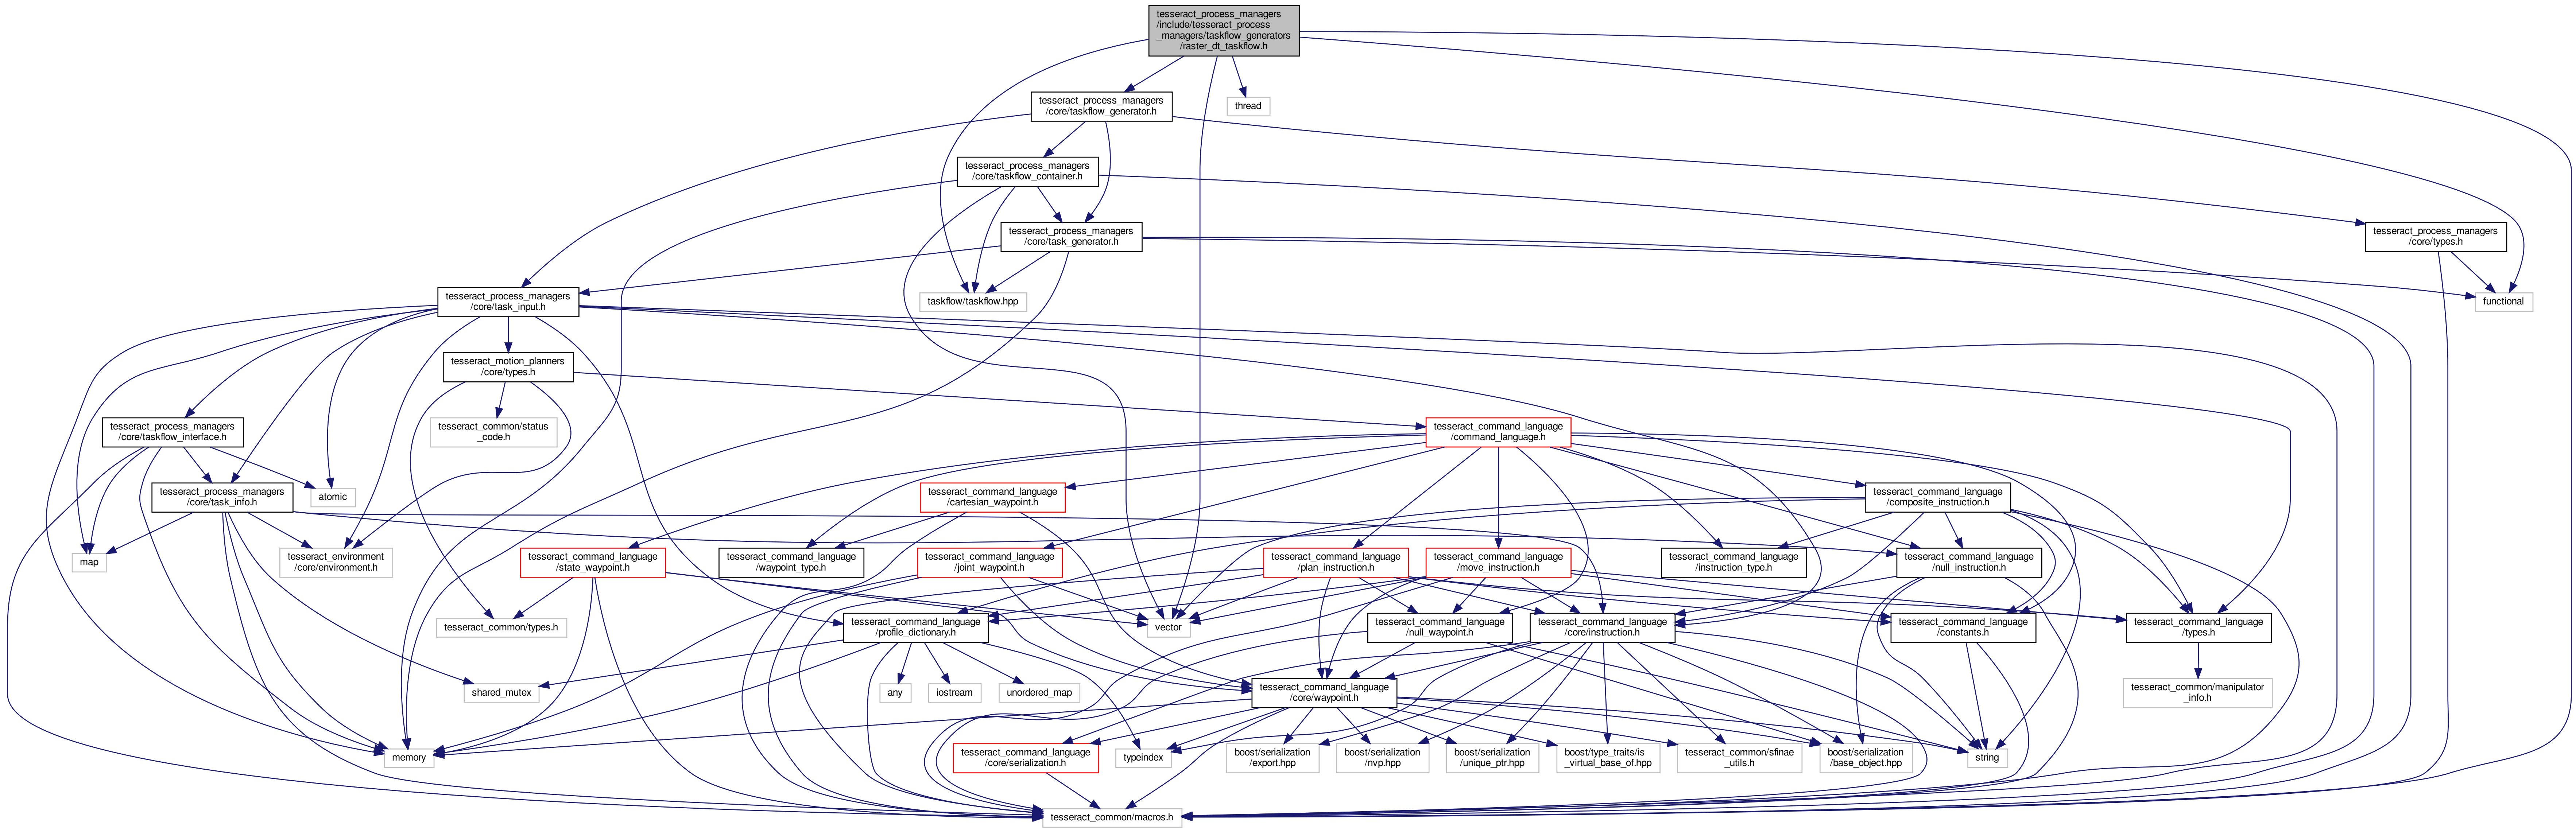 tesseract_process_managers
/include/tesseract_process
_managers/taskflow_generators
/raster_dt_taskflow.h
tesseract_process_managers
/core/taskflow_generator.h
thread
tesseract_process_managers
/core/taskflow_container.h
tesseract_process_managers
/core/task_generator.h
tesseract_process_managers
/core/types.h
tesseract_process_managers
/core/task_input.h
taskflow/taskflow.hpp
functional
tesseract_motion_planners
/core/types.h
tesseract_process_managers
/core/taskflow_interface.h
tesseract_common/status
_code.h
tesseract_command_language
/command_language.h
tesseract_process_managers
/core/task_info.h
atomic
tesseract_command_language
/cartesian_waypoint.h
tesseract_command_language
/composite_instruction.h
map
tesseract_environment
/core/environment.h
tesseract_command_language
/state_waypoint.h
tesseract_command_language
/waypoint_type.h
tesseract_command_language
/joint_waypoint.h
tesseract_command_language
/plan_instruction.h
tesseract_command_language
/move_instruction.h
tesseract_command_language
/instruction_type.h
tesseract_command_language
/null_instruction.h
tesseract_common/types.h
tesseract_command_language
/profile_dictionary.h
vector
tesseract_command_language
/null_waypoint.h
tesseract_command_language
/core/instruction.h
tesseract_command_language
/constants.h
tesseract_command_language
/types.h
shared_mutex
any
iostream
unordered_map
tesseract_command_language
/core/waypoint.h
tesseract_common/manipulator
_info.h
memory
typeindex
tesseract_command_language
/core/serialization.h
boost/serialization
/export.hpp
boost/serialization
/nvp.hpp
boost/serialization
/unique_ptr.hpp
boost/type_traits/is
_virtual_base_of.hpp
tesseract_common/sfinae
_utils.h
boost/serialization
/base_object.hpp
string
tesseract_common/macros.h